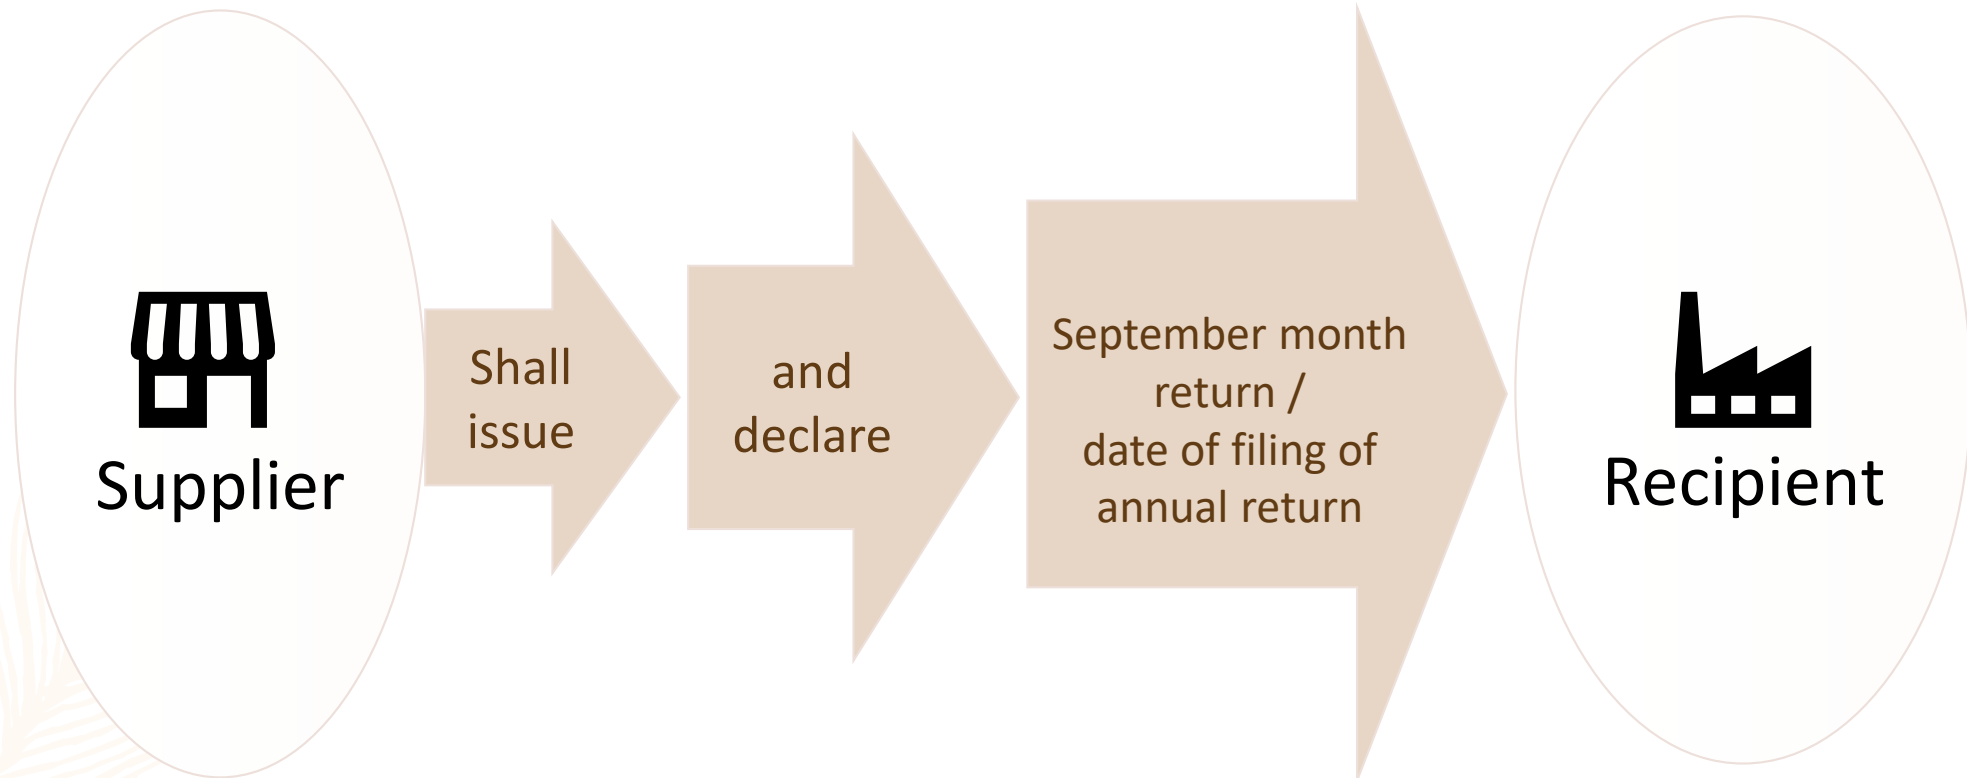 Supplier
Shall
issue
and
declare
September month
return /
date of filing of
annual return
Recipient